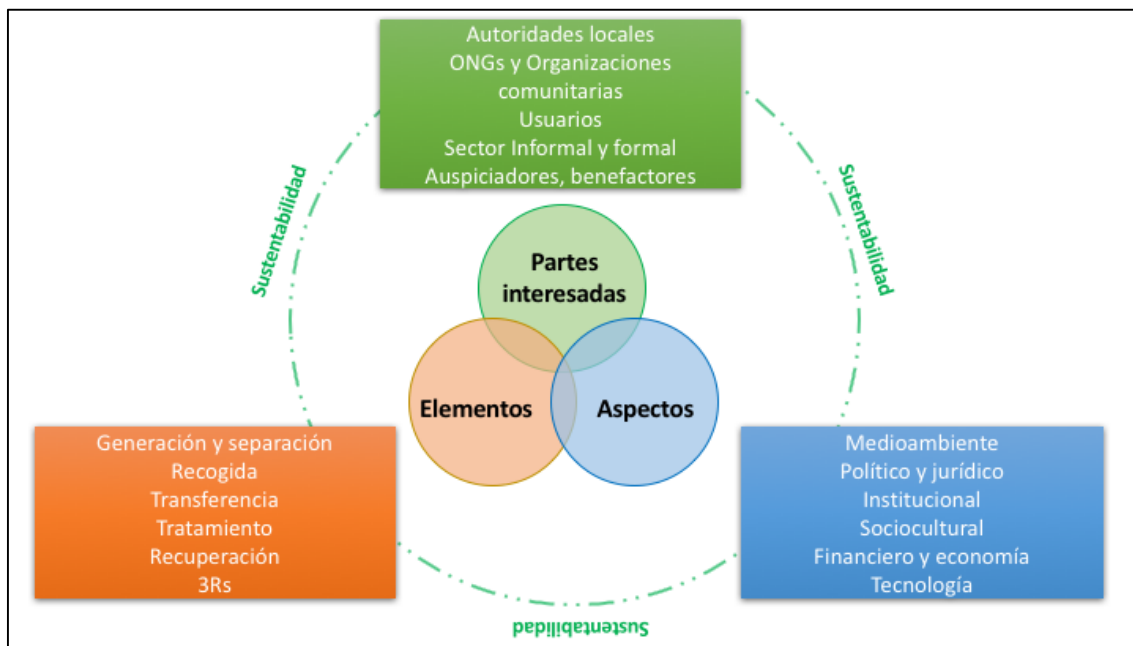 Autoridades locales
ONGs y Organizaciones
comunitarias
Usuarios
Sector Informal y formal
Auspiciadores, benefactores
Sustentabilidad
Sustentabilidad
Partes
interesadas
Elementos
Aspectos
Generación y separación
Recogida
Transferencia
Tratamiento
Recuperación
3Rs
Medioambiente
Político y jurídico
Institucional
Sociocultural
Financiero y economía
Tecnología
Sustentabilidad